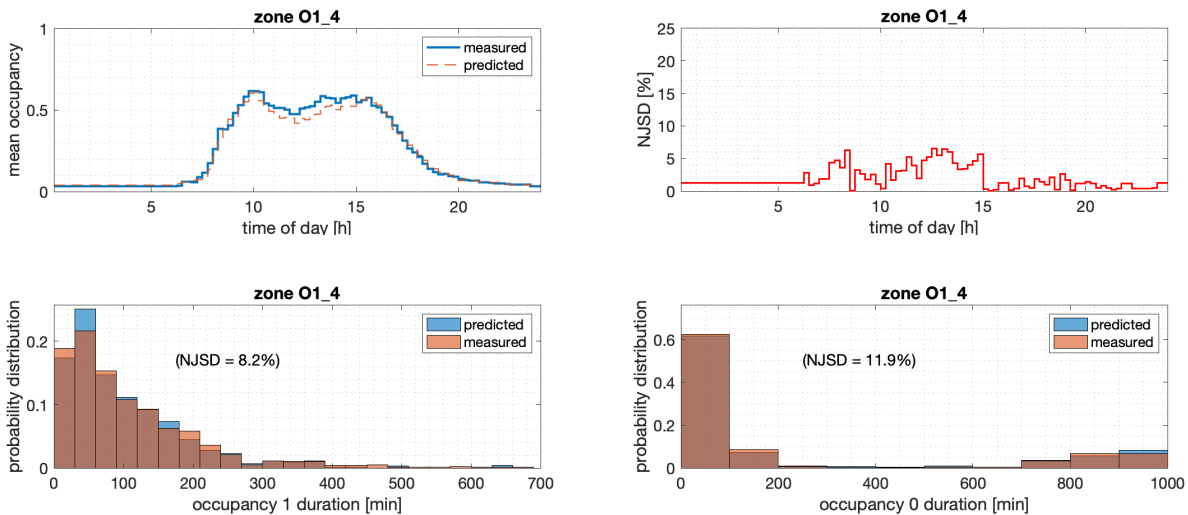 zone O1_4
1
0.5
0
mean occupancy
measured
predicted
5
10
15
20
time of day [h]
zone O1_4
25
20
15
10
5
0
NJSD [%]
5
10
15
20
time of day [h]
zone O1_4
0.2
0.1
0
probability distribution
predicted
measured
(NJSD = 8.2%)
0
100
200
300
400
500
600
700
occupancy 1 duration [min]
zone O1_4
0.6
0.4
0.2
0
probability distribution
predicted
measured
(NJSD = 11.9%)
0
200
400
600
800
1000
occupancy 0 duration [min]